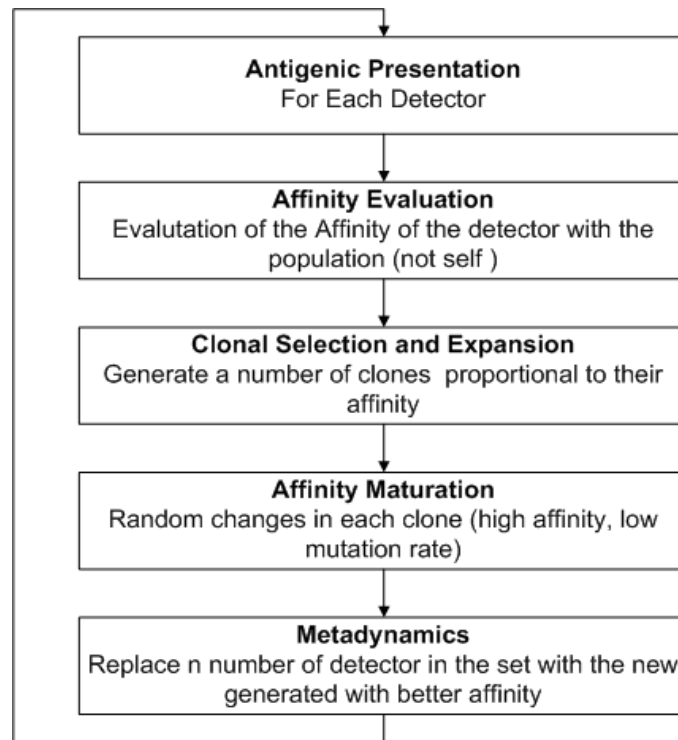 Antigenic Presentation
For Each Detector
Affinity Evaluation
Evalutation of the Affinity of the detector with the
population (not self )
Clonal Selection and Expansion
Generate a number of clones proportional to their
affinity
Affinity Maturation
Random changes in each clone (high affinity, low
mutation rate)
Metadynamics
Replace n number of detector in the set with the new
generated with better affinity